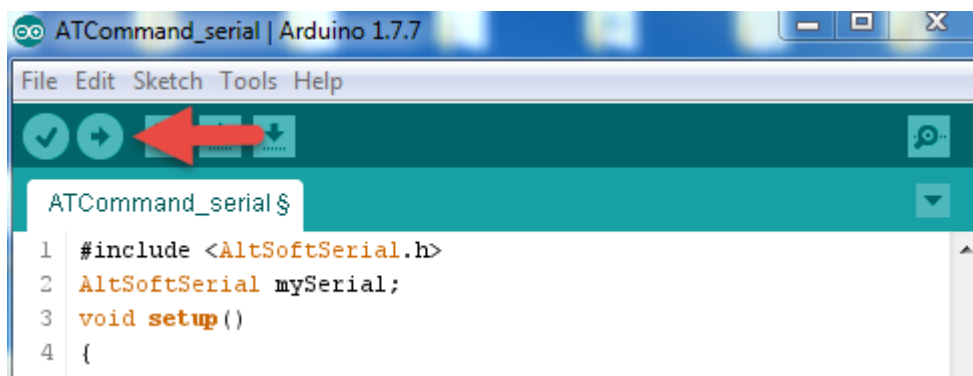 ATCommand_serial | Arduino 1.7.7
File Edit Sketch Tools Help
ATCommand_serial §
1 #include <AltSoftSerial.h>
2 AltSoftSerial mySerial;
3 void setup()
4 {